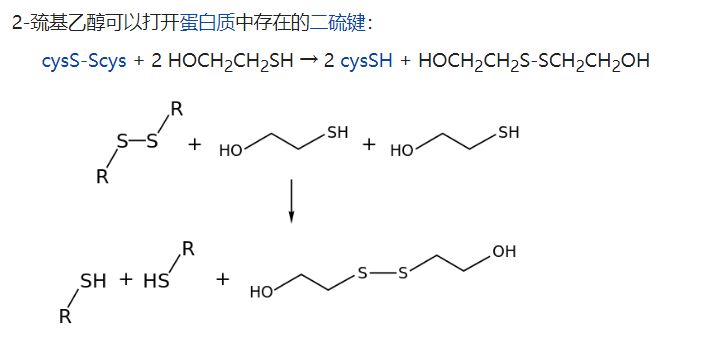 2-巯基乙醇可以打开蛋白质中存在的二硫键：
cysS-Scys + 2 HOCH₂CH₂SH → 2 cysSH + HOCH₂CH₂S-SCH₂CH₂OH
R
S–S + HO SH + HO SH
R
R
SH + HS + HO S–S OH
R